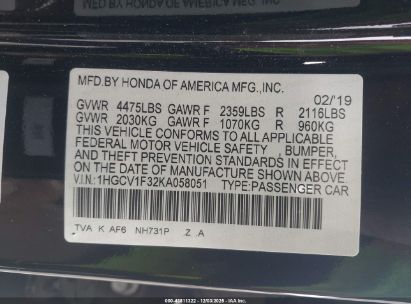 MFD.BY HONDA OF AMERICA MFG.,INC.
02/'19
GVWR 4475LBS GAWR F 2359LBS R 2116LBS
GVWR 2030KG GAWR F 1070KG R 960KG
THIS VEHICLE CONFORMS TO ALL APPLICABLE
FEDERAL MOTOR VEHICLE SAFETY , BUMPER,
AND THEFT PREVENTION STANDARDS IN EFFECT ON
THE DATE OF MANUFACTURE SHOWN ABOVE.
V.I.N.: 1HGCV1F32KA058051 TYPE:PASSENGER CAR
TVA K AF6 NH731P Z .A